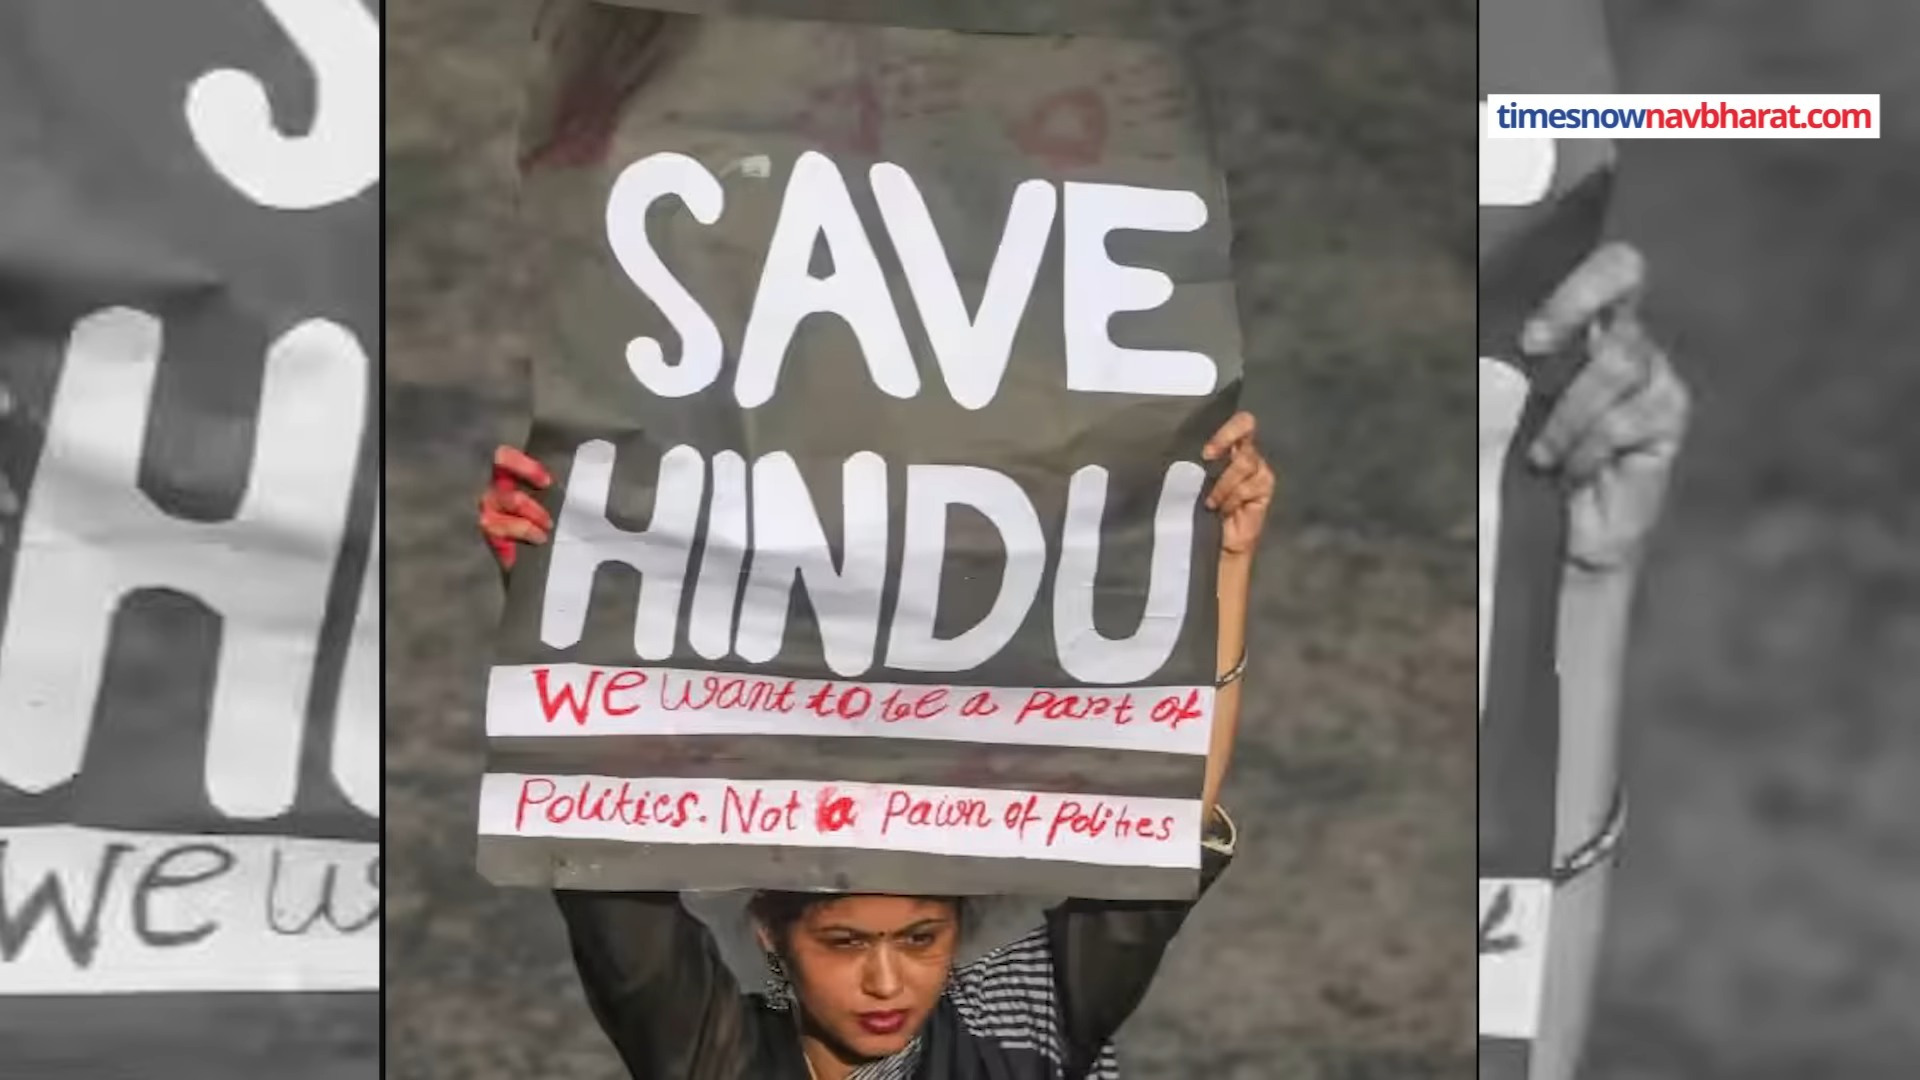 timesnownavbharat.com
SAVE
HINDU
We want to be a part of
Politics. Not a pawn of politics